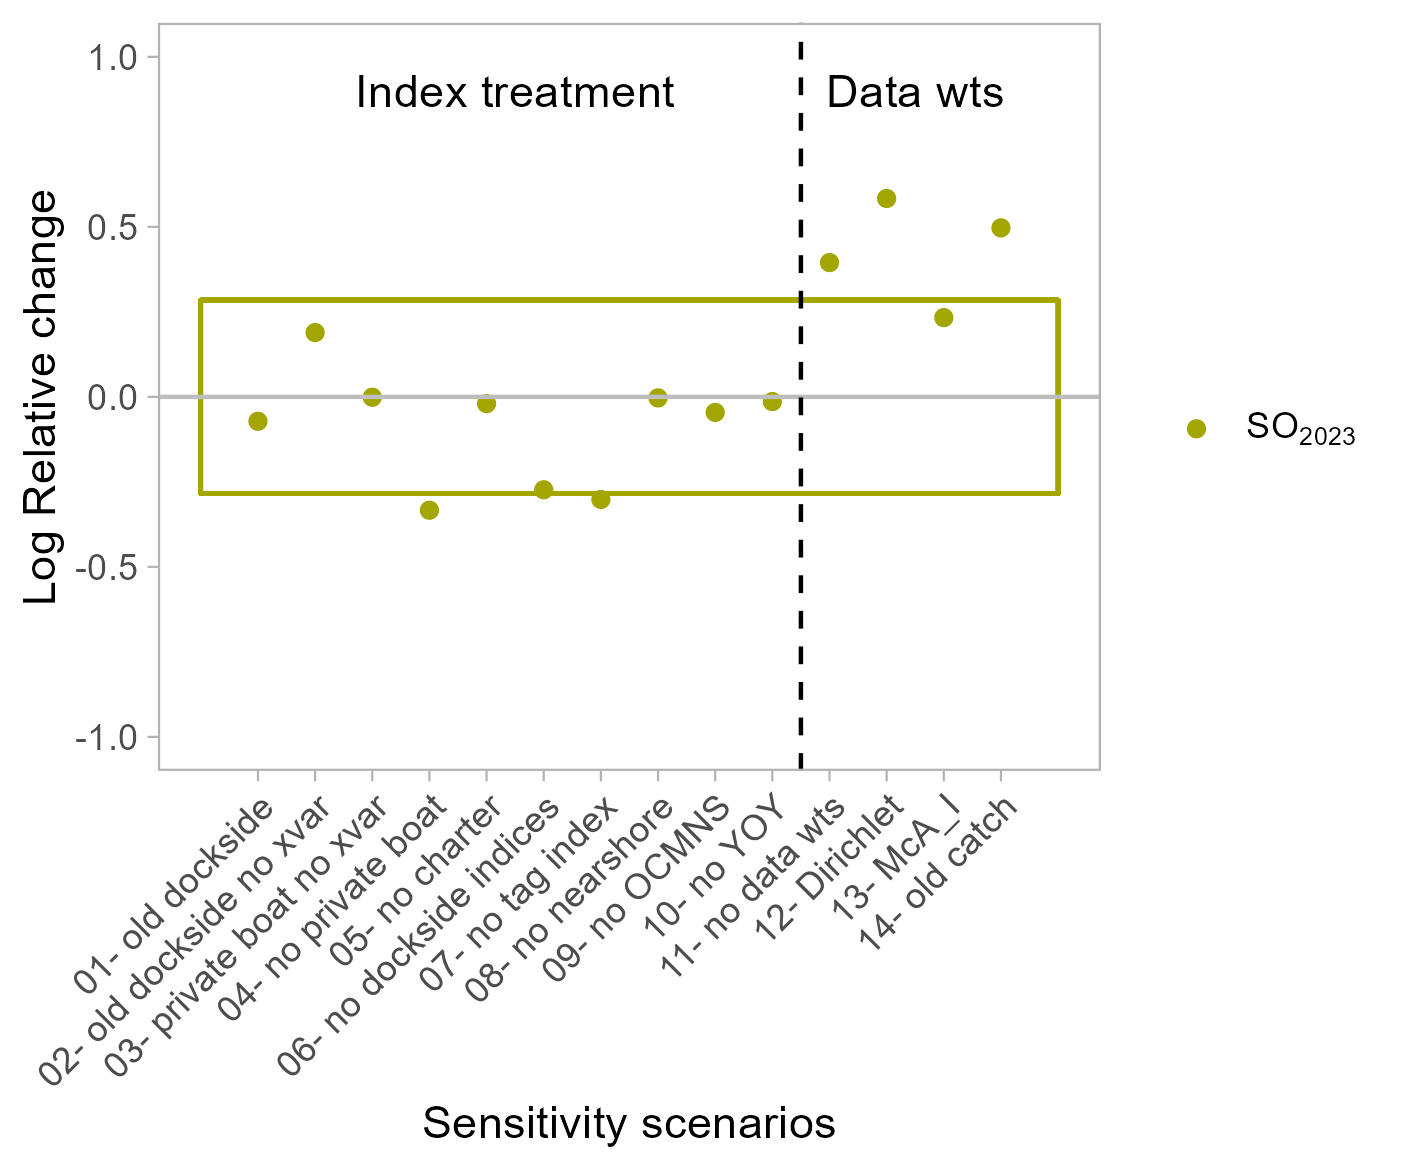 Index treatment
Data wts
Log Relative change
1.0
0.5
0.0
-0.5
-1.0
01- old dockside
02- old dockside no xvar
03- private boat no xvar
04- no private boat
05- no charter
06- no dockside indices
07- no tag index
08- no nearshore
09- no OCMNS
10- no YOY
11- no data wts
12- Dirichlet
13- McA_I
14- old catch
Sensitivity scenarios
SO2023